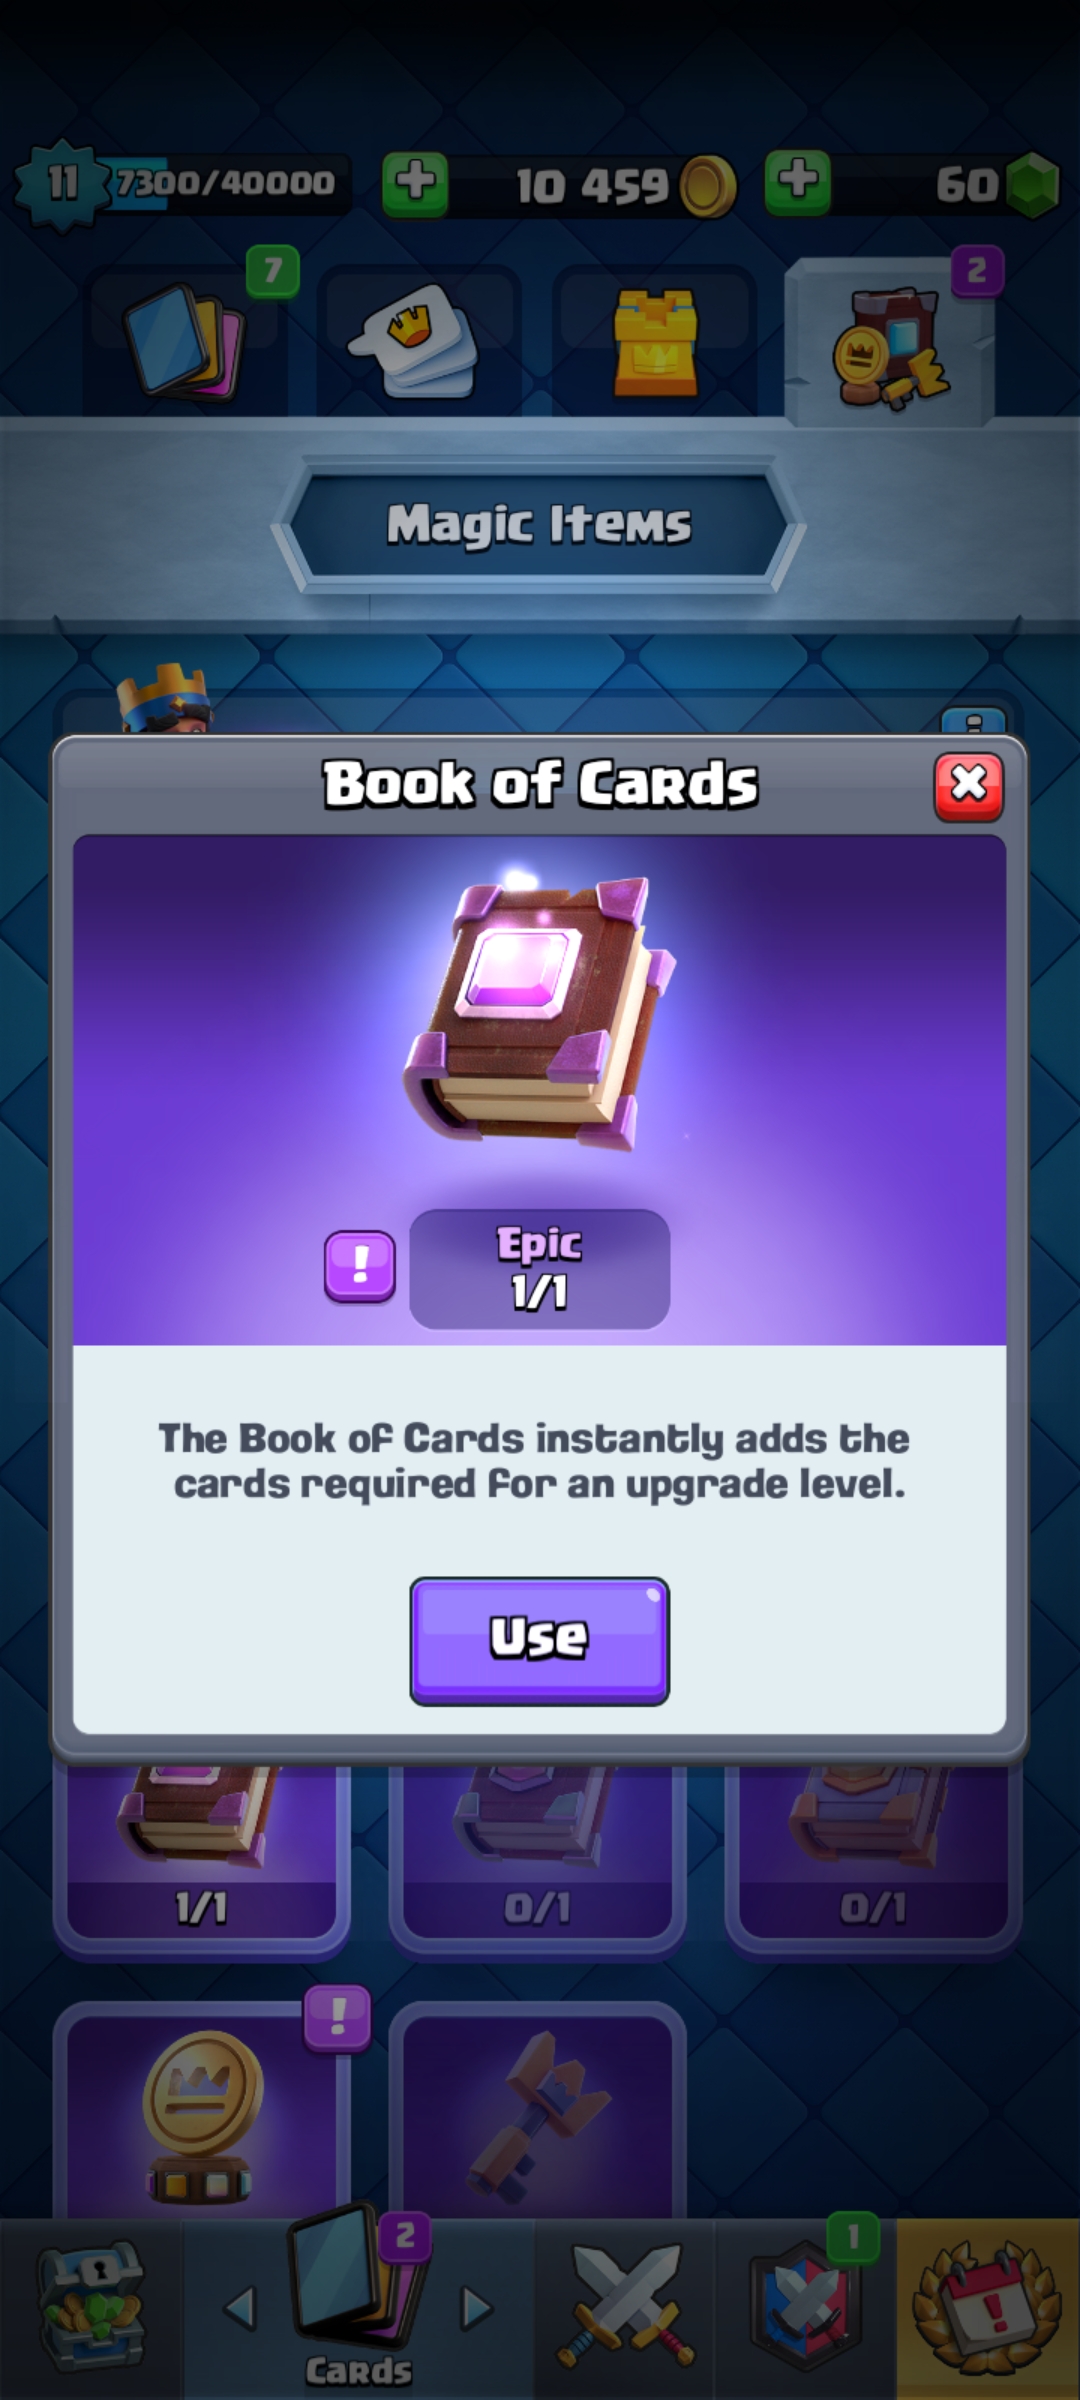 11
7300/40000
10 459
60
7
2
Magic Items
Book of Cards
!
Epic
1/1
The Book of Cards instantly adds the
cards required for an upgrade level.
Use
1/1
0/1
0/1
!
2
1
!
Cards